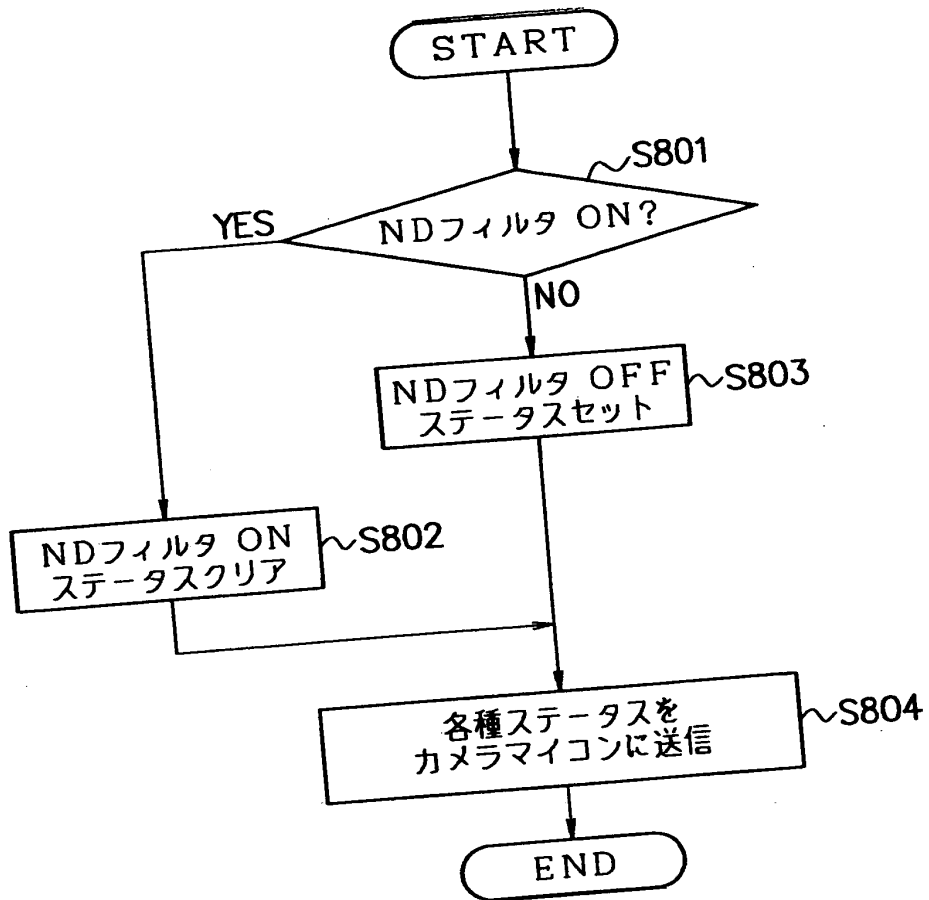 START
S801
NDフィルタ ON?
YES
NO
NDフィルタ OFF
ステータスセット
S803
NDフィルタ ON
ステータスクリア
S802
各種ステータスを
カメラマイコンに送信
S804
END